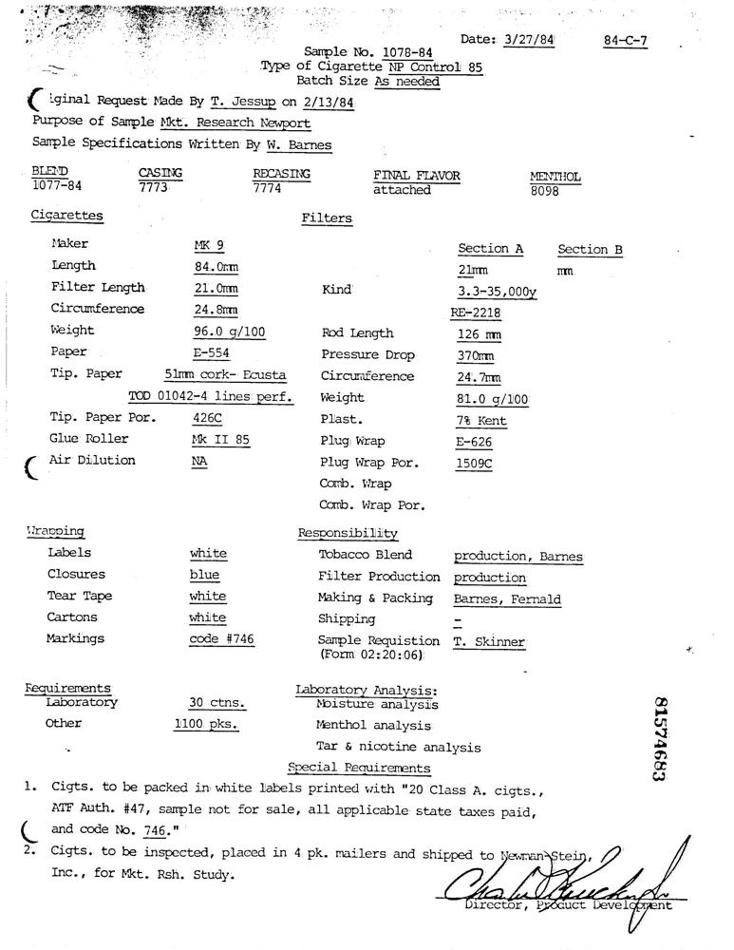 Date: 3/27/84 84-C-7
Sample No. 1078-84
Type of Cigarette NP Control 85
Batch Size As needed
iginal Request Made By T. Jessup on 2/13/84
Purpose of Sample Mkt. Research Newport
Sample Specifications Written By W. Barnes
BLEND CASING RECASING FINAL FLAVOR MENTHOL
1077-84 7773 7774 attached 8098
Cigarettes Filters
Maker MK 9 Section A Section B
Length 84.0mm 21mm mm
Filter Length 21.0mm Kind 3.3-35,000y
Circumference 24.8mm RE-2218
Weight 96.0 g/100 Rod Length 126 mm
Paper E-554 Pressure Drop 370mm
Tip. Paper 51mm cork- Ecusta Circumference 24.7mm
TOD 01042-4 lines perf. Weight 81.0 g/100
Tip. Paper Por. 426C Plast. 7% Kent
Glue Roller Mk II 85 Plug Wrap E-626
Air Dilution NA Plug Wrap Por. 1509C
Comb. Wrap
Comb. Wrap Por.
Wrapping Responsibility
Labels white Tobacco Blend production, Barnes
Closures blue Filter Production production
Tear Tape white Making & Packing Barnes, Fernald
Cartons white Shipping -
Markings code #746 Sample Requistion T. Skinner
(Form 02:20:06)
Requirements Laboratory Analysis:
Laboratory 30 ctns. Moisture analysis
Other 1100 pks. Menthol analysis
Tar & nicotine analysis
81574683
Special Requirements
1. Cigts. to be packed in white labels printed with "20 Class A. cigts.,
ATF Auth. #47, sample not for sale, all applicable state taxes paid,
and code No. 746."
2. Cigts. to be inspected, placed in 4 pk. mailers and shipped to Newman-Stein,
Inc., for Mkt. Rsh. Study.
Director, Product Development